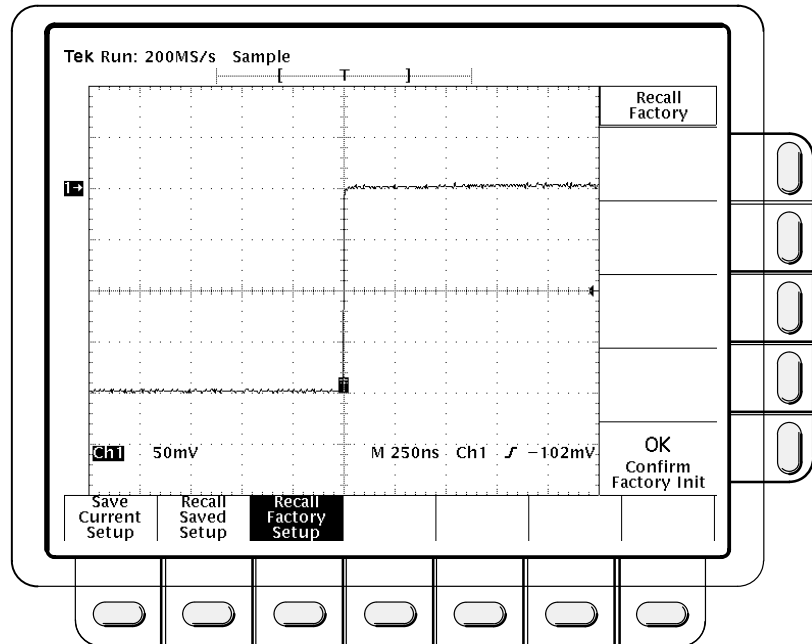 Tek Run: 200MS/s Sample
[ T ]
Recall
Factory
1→
Ch1 50mV M 250ns Ch1 ƒ −102mV
OK
Confirm
Factory Init
Save
Current
Setup
Recall
Saved
Setup
Recall
Factory
Setup